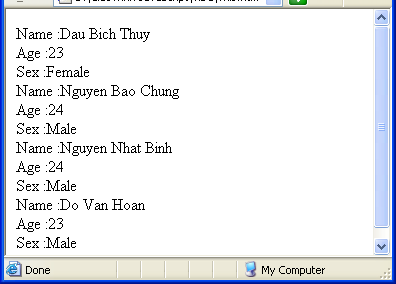 Name :Dau Bich Thuy
Age :23
Sex :Female
Name :Nguyen Bao Chung
Age :24
Sex :Male
Name :Nguyen Nhat Binh
Age :24
Sex :Male
Name :Do Van Hoan
Age :23
Sex :Male
Done
My Computer